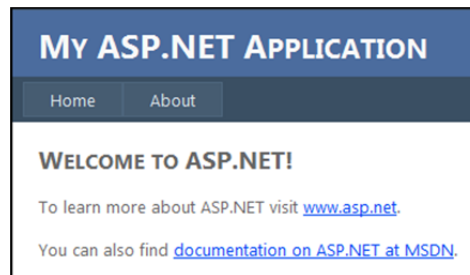 MY ASP.NET APPLICATION
Home About
WELCOME TO ASP.NET!
To learn more about ASP.NET visit www.asp.net.
You can also find documentation on ASP.NET at MSDN.